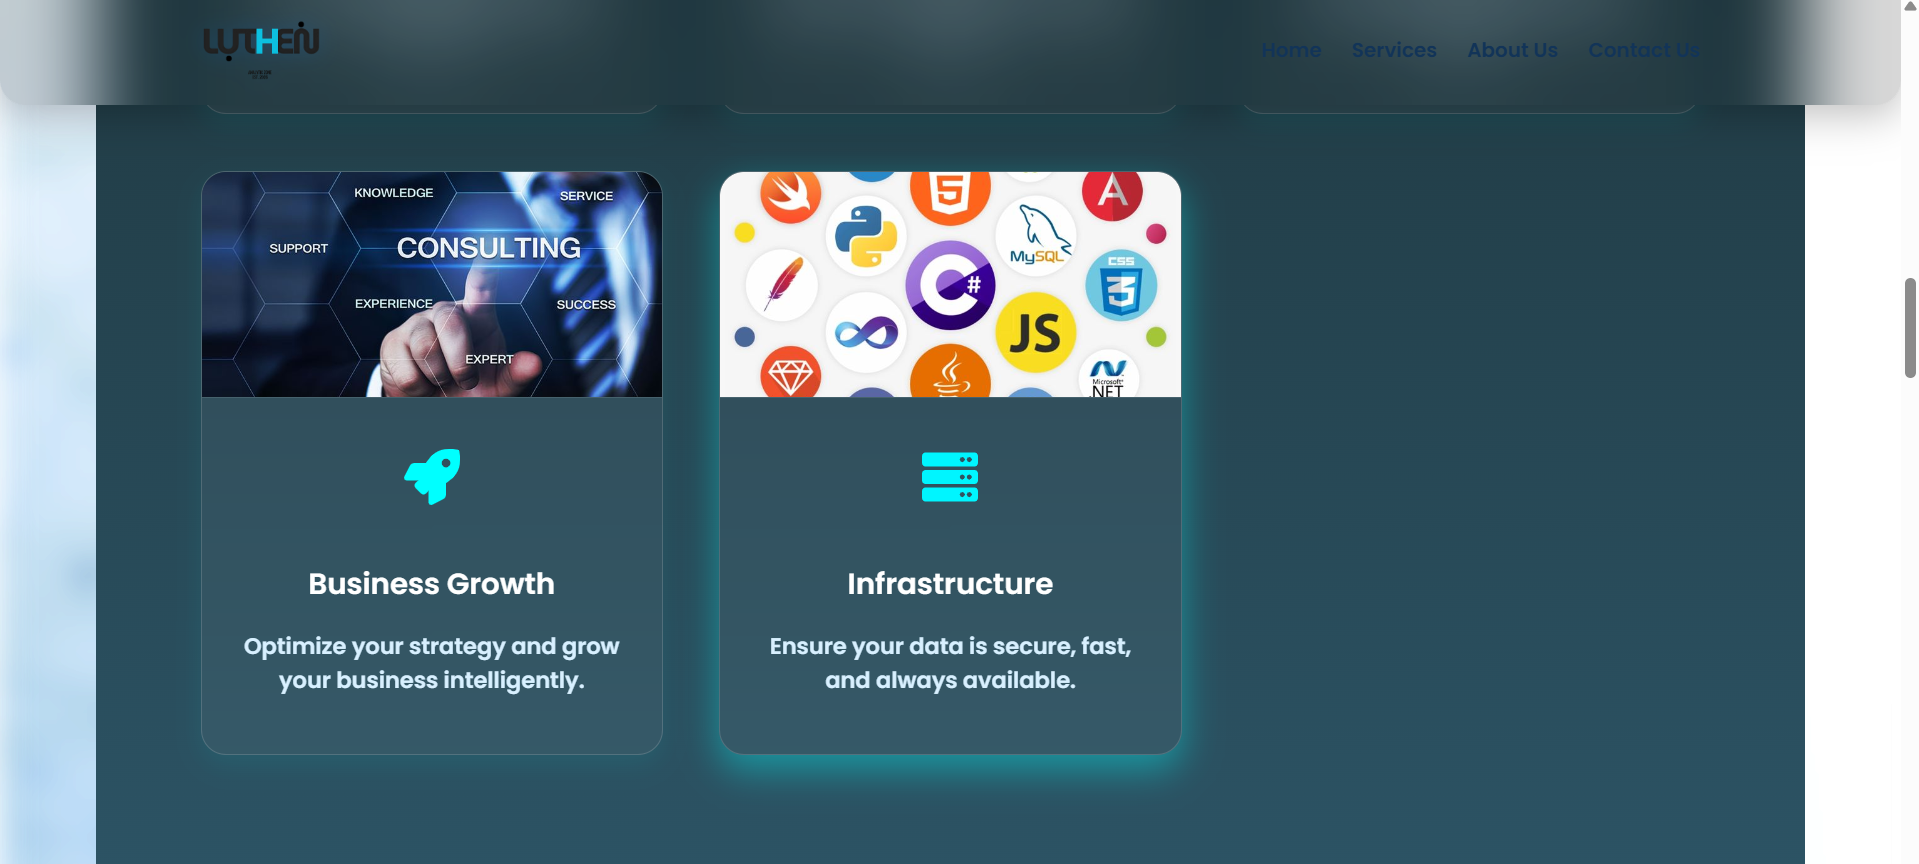 LUTHEN
Home Services About Us Contact Us
KNOWLEDGE
SERVICE
SUPPORT
CONSULTING
EXPERIENCE
SUCCESS
EXPERT
5
A
MySQL
CSS
3
C#
JS
Microsoft
.NET
Business Growth
Infrastructure
Optimize your strategy and grow
your business intelligently.
Ensure your data is secure, fast,
and always available.